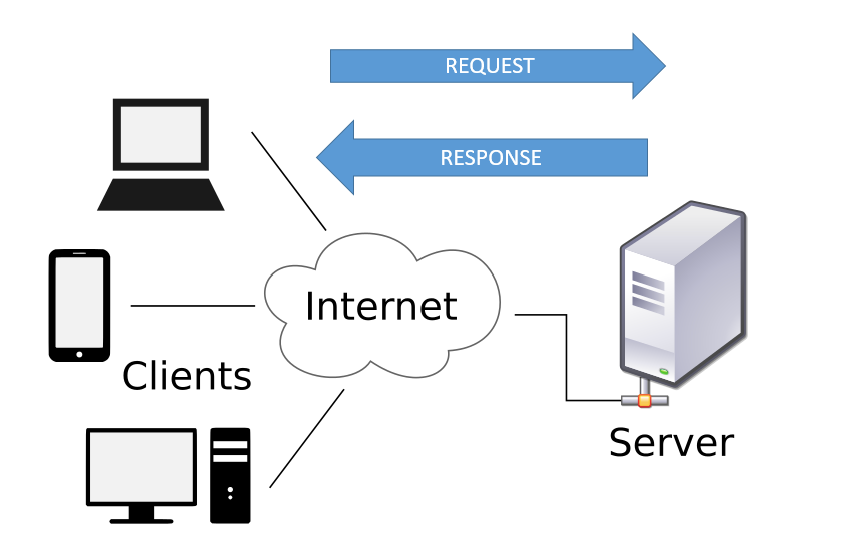 REQUEST
RESPONSE
Internet
Clients
Server